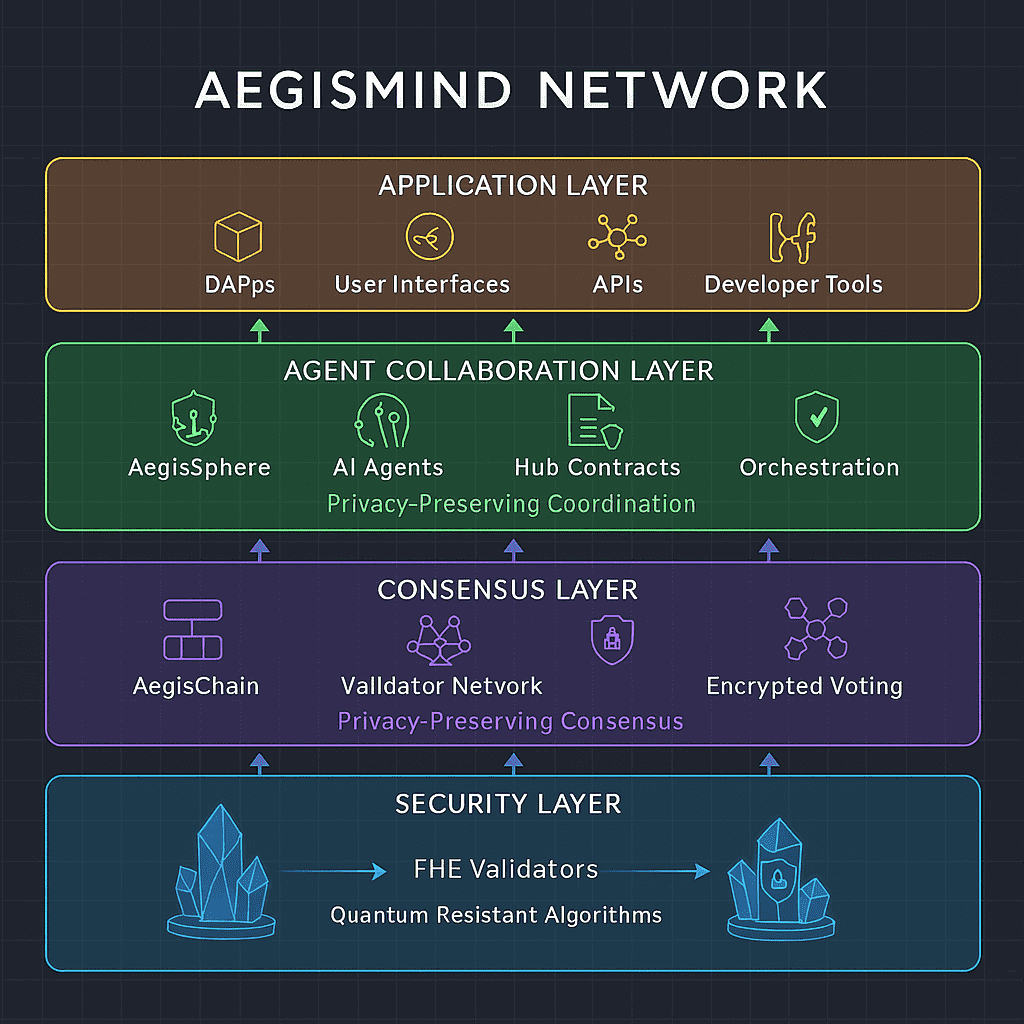 AEGISMIND NETWORK
APPLICATION LAYER
DAPps
User Interfaces
APIs
Developer Tools
AGENT COLLABORATION LAYER
AegisSphere
AI Agents
Hub Contracts
Orchestration
Privacy-Preserving Coordination
CONSENSUS LAYER
AegisChain
Valldator Netvork
Encrypted Voting
Privacy-Preserving Consensus
SECURITY LAYER
FHE Validators
Quantum Resistant Algorithms